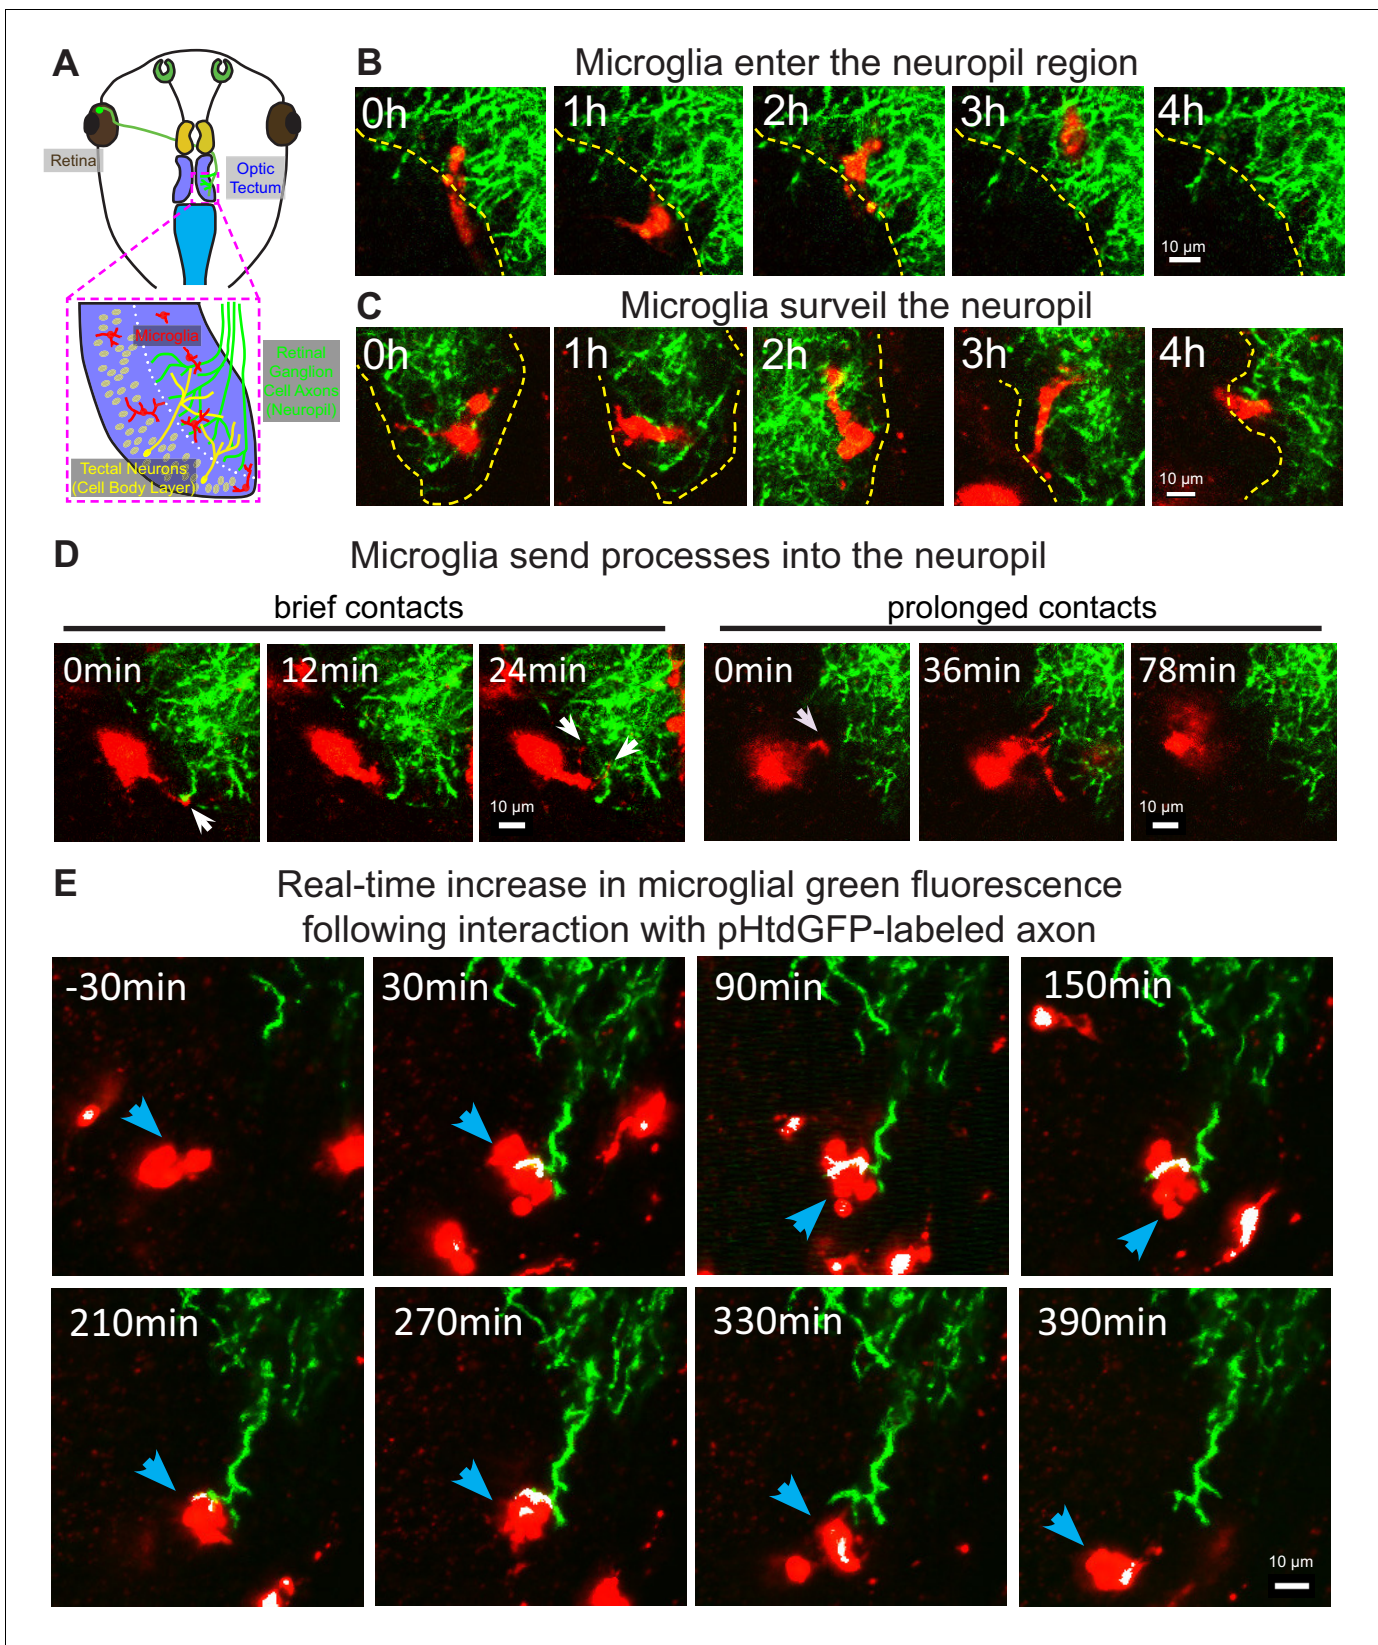 A
Retina
Optic
Tectum
Microglia
Retinal
Ganglion
Cell Axons
(Neuropil)
Tectal Neurons
(Cell Body Layer)
B
Microglia enter the neuropil region
0h
1h
2h
3h
4h
10 µm
C
Microglia surveil the neuropil
0h
1h
2h
3h
4h
10 µm
D
Microglia send processes into the neuropil
brief contacts
prolonged contacts
0min
12min
24min
10 µm
0min
36min
78min
10 µm
E
Real-time increase in microglial green fluorescence
following interaction with pHtdGFP-labeled axon
-30min
30min
90min
150min
210min
270min
330min
390min
10 µm